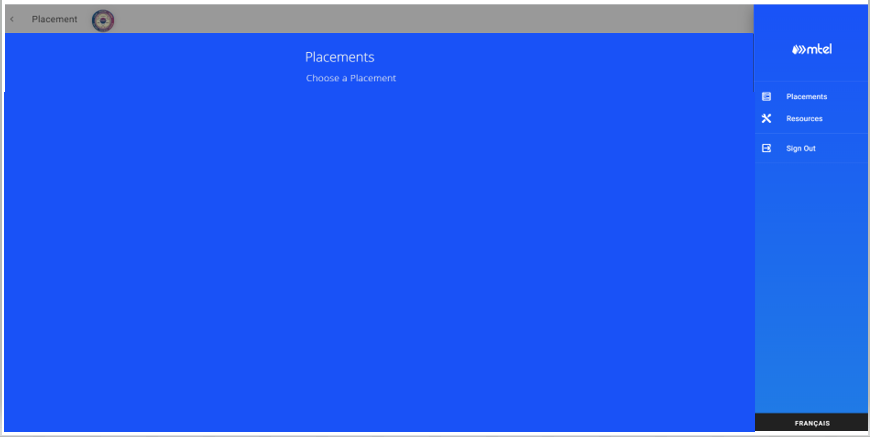 Placement
Placements
Choose a Placement
mtel
Placements
Resources
Sign Out
FRANÇAIS